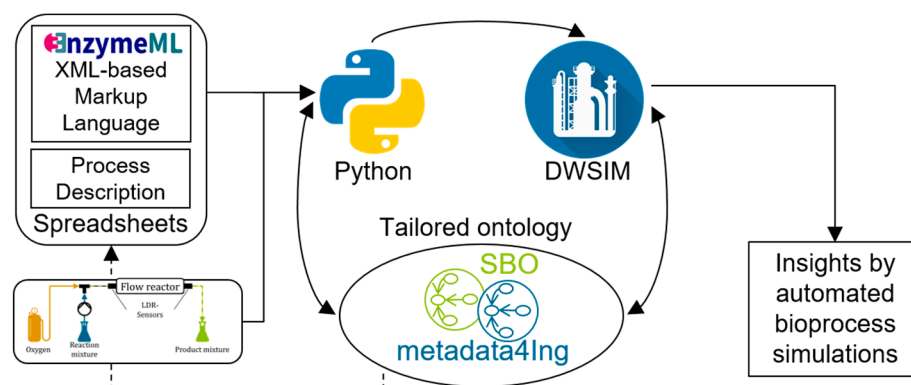 EnzymeML
XML-based
Markup
Language
Process
Description
Spreadsheets
Python
DWSIM
Tailored ontology
SBO
metadata4Ing
Flow reactor
LDR-
Sensors
Oxygen
Reaction
mixture
Product mixture
Insights by
automated
bioprocess
simulations